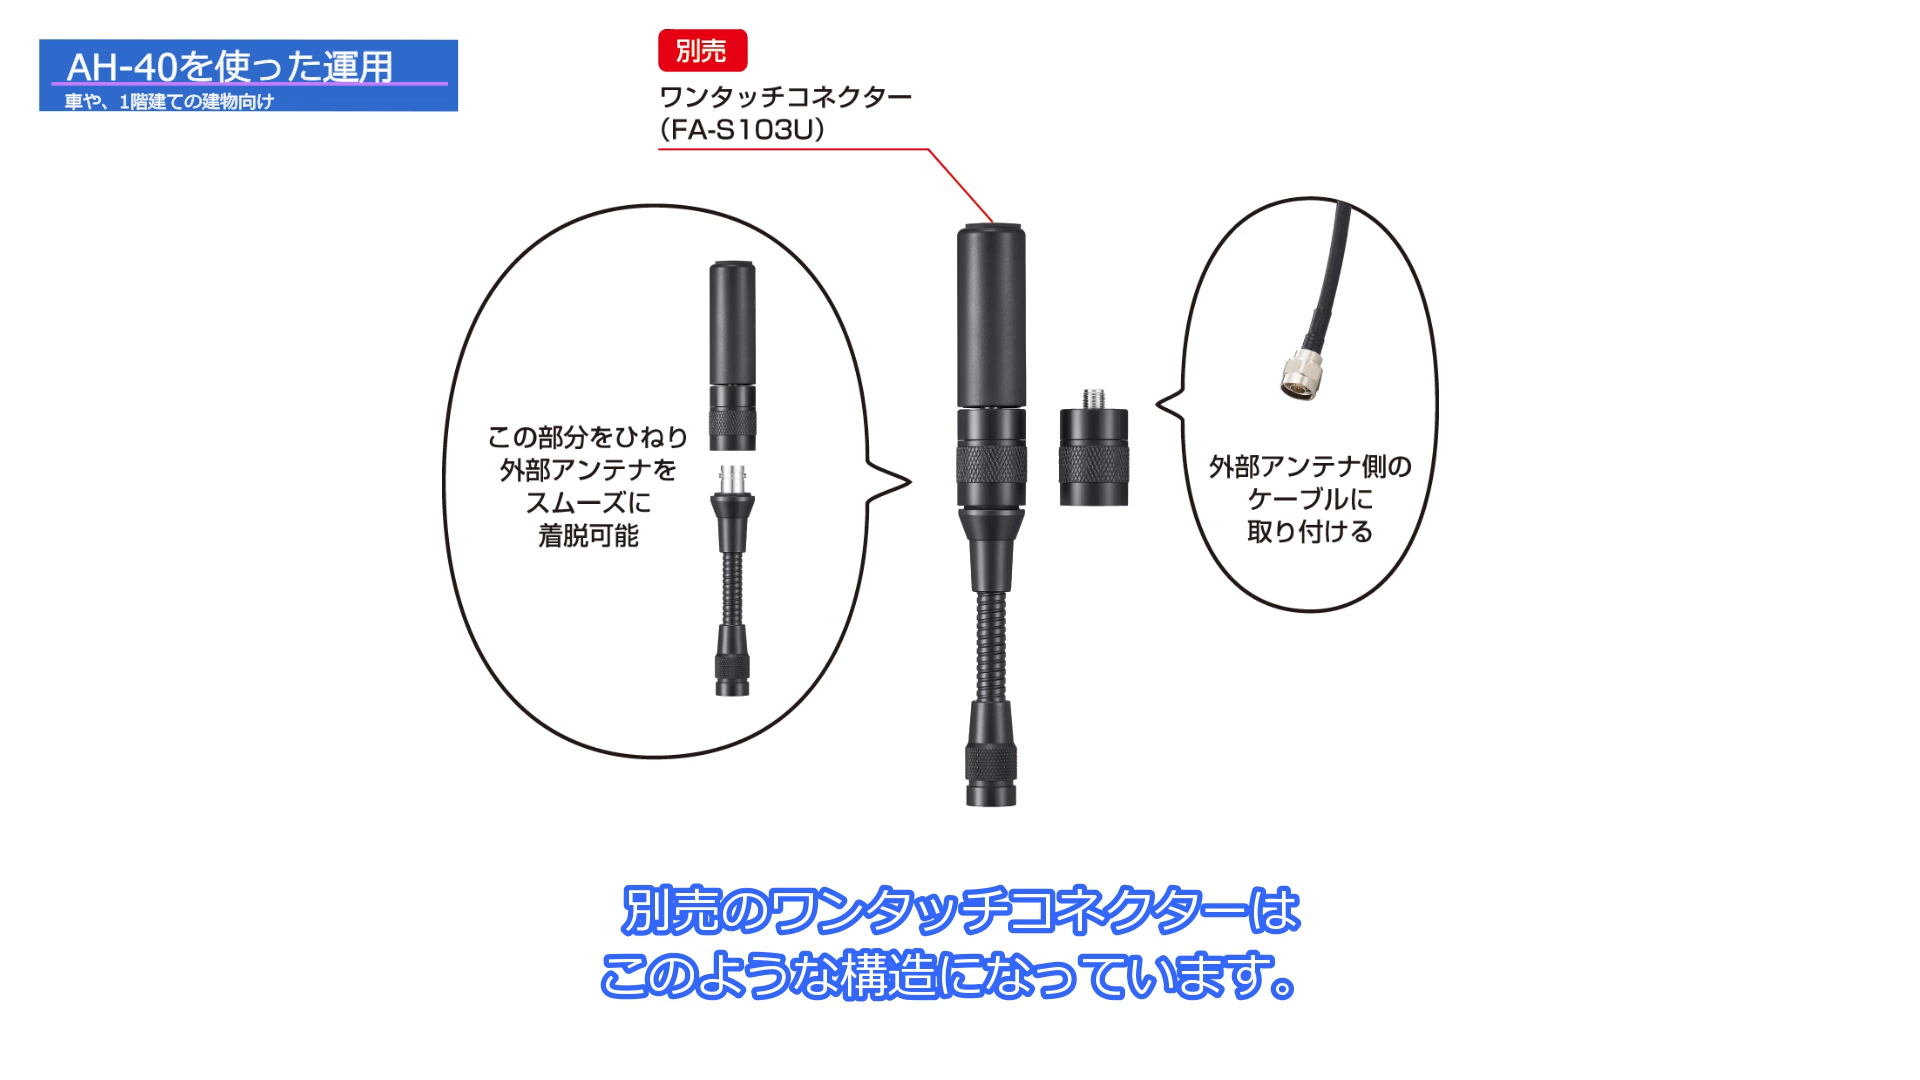 AH-40を使った運用
車や、1階建ての建物向け
別売
ワンタッチコネクター
（FA-S103U）
この部分をひねり
外部アンテナを
スムーズに
着脱可能
外部アンテナ側の
ケーブルに
取り付ける
別売のワンタッチコネクターは
このような構造になっています。